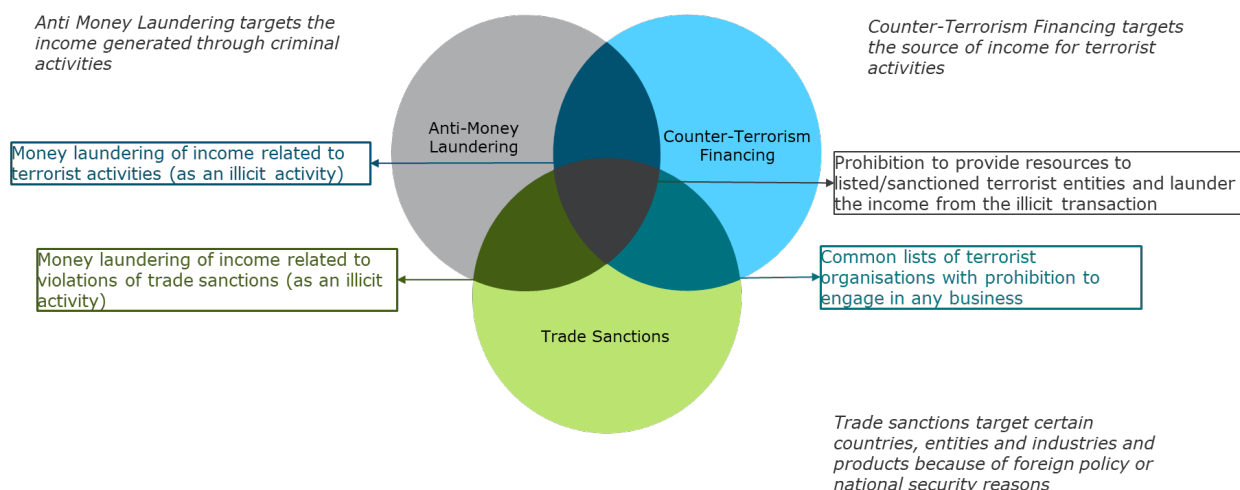 Anti Money Laundering targets the
income generated through criminal
activities
Counter-Terrorism Financing targets
the source of income for terrorist
activities
Anti-Money
Laundering
Counter-Terrorism
Financing
Money laundering of income related to
terrorist activities (as an illicit activity)
Prohibition to provide resources to
listed/sanctioned terrorist entities and launder
the income from the illicit transaction
Money laundering of income related to
violations of trade sanctions (as an illicit
activity)
Common lists of terrorist
organisations with prohibition to
engage in any business
Trade Sanctions
Trade sanctions target certain
countries, entities and industries and
products because of foreign policy or
national security reasons